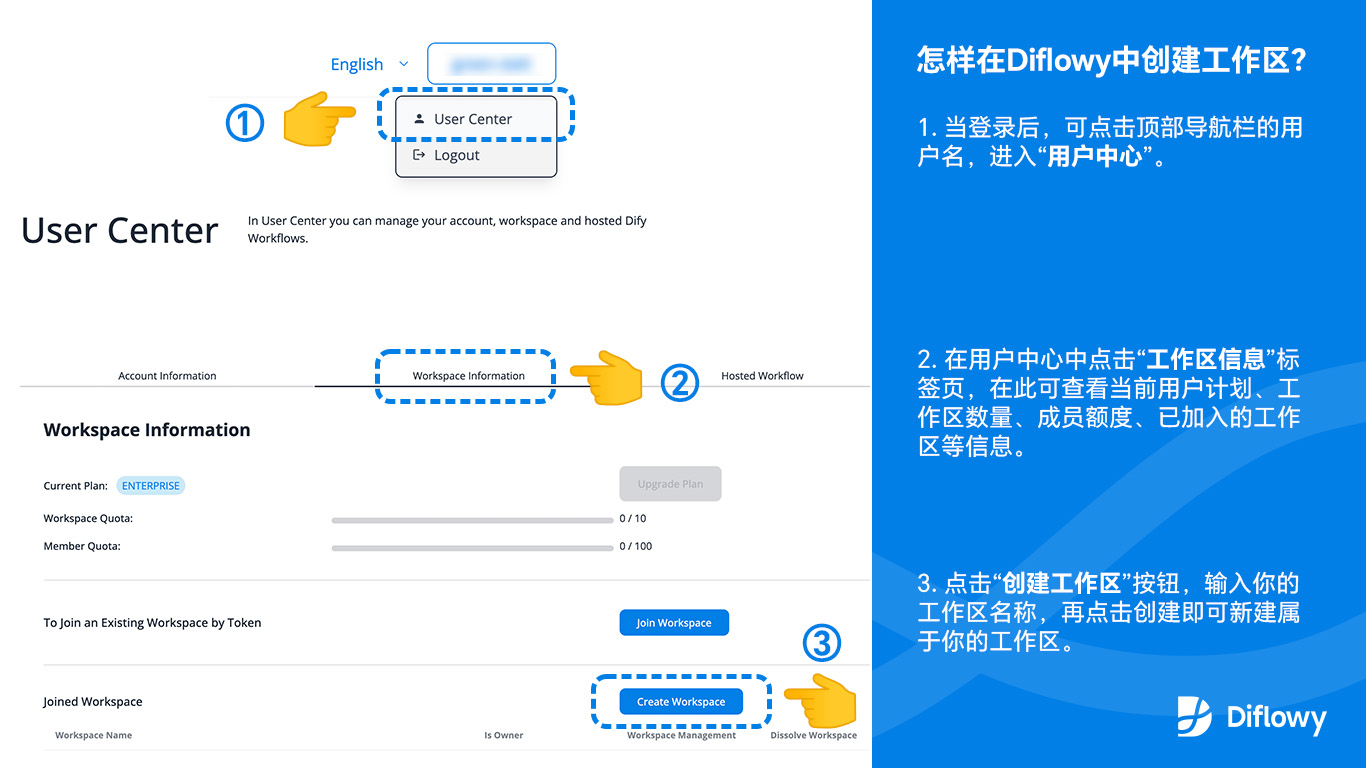 English
①
User Center
Logout
User Center
In User Center you can manage your account, workspace and hosted Dify
Workflows.
Account Information
Workspace Information
②
Hosted Workflow
Workspace Information
Current Plan: ENTERPRISE
Upgrade Plan
Workspace Quota: 0 / 10
Member Quota: 0 / 100
To Join an Existing Workspace by Token
Join Workspace
③
Joined Workspace
Create Workspace
Workspace Name
Is Owner
Workspace Management
Dissolve Workspace
怎样在Diflowy中创建工作区？
1. 当登录后，可点击顶部导航栏的用
户名，进入“用户中心”。
2. 在用户中心中点击“工作区信息”标
签页，在此可查看当前用户计划、工
作区数量、成员额度、已加入的工作
区等信息。
3. 点击“创建工作区”按钮，输入你的
工作区名称，再点击创建即可新建属
于你的工作区。
Diflowy